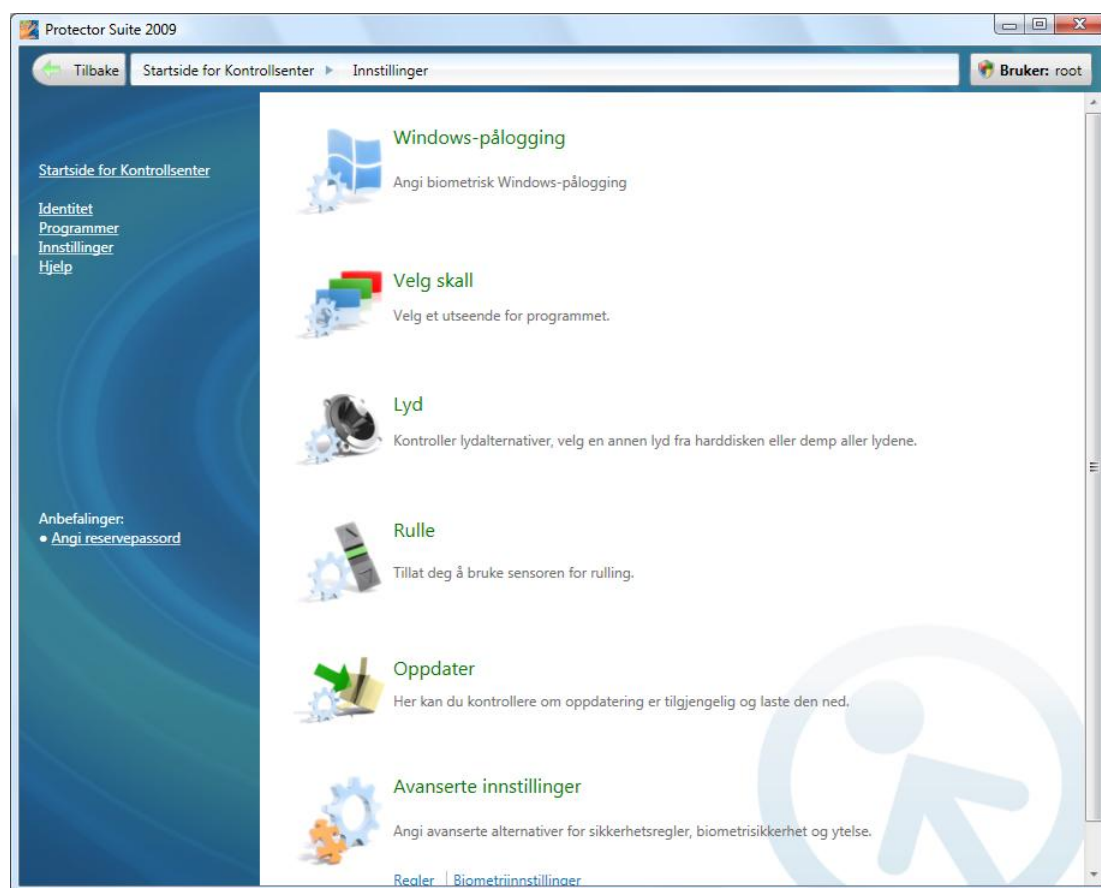 Protector Suite 2009
Tilbake
Startside for Kontrollsenter
Innstillinger
Bruker: root
Startside for Kontrollsenter
Identitet
Programmer
Innstillinger
Hjelp
Anbefalinger:
• Angi reservepassord
Windows-pålogging
Angi biometrisk Windows-pålogging
Velg skall
Velg et utseende for programmet.
Lyd
Kontroller lydalternativer, velg en annen lyd fra harddisken eller demp aller lydene.
Rulle
Tillat deg å bruke sensoren for rulling.
Oppdater
Her kan du kontrollere om oppdatering er tilgjengelig og laste den ned.
Avanserte innstillinger
Angi avanserte alternativer for sikkerhetsregler, biometrisikkerhet og ytelse.
Regler | Biometriinnstillinger